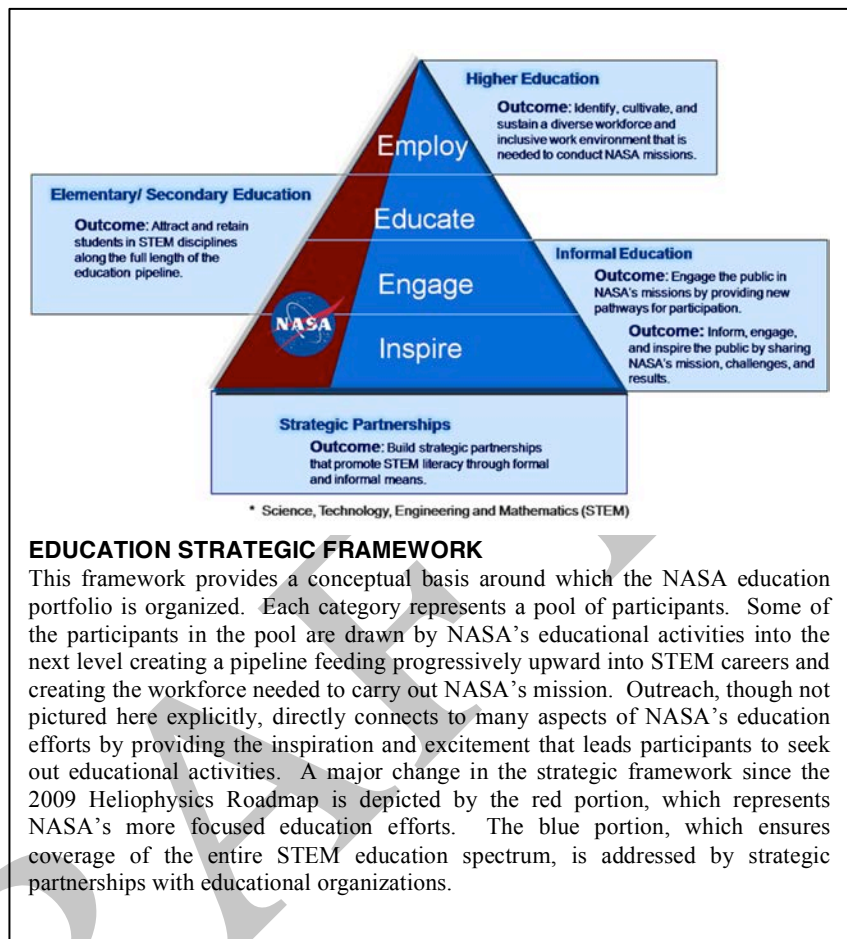 Higher Education
Outcome: Identify, cultivate, and
sustain a diverse workforce and
inclusive work environment that is
needed to conduct NASA missions.
Employ
Elementary/ Secondary Education
Outcome: Attract and retain
students in STEM disciplines
along the full length of the
education pipeline.
Educate
Informal Education
Outcome: Engage the public in
NASA's missions by providing new
pathways for participation.
Outcome: Inform, engage,
and inspire the public by sharing
NASA's mission, challenges, and
results.
Engage
NASA
Inspire
Strategic Partnerships
Outcome: Build strategic partnerships
that promote STEM literacy through formal
and informal means.
* Science, Technology, Engineering and Mathematics (STEM)
EDUCATION STRATEGIC FRAMEWORK
This framework provides a conceptual basis around which the NASA education
portfolio is organized. Each category represents a pool of participants. Some of
the participants in the pool are drawn by NASA's educational activities into the
next level creating a pipeline feeding progressively upward into STEM careers and
creating the workforce needed to carry out NASA's mission. Outreach, though not
pictured here explicitly, directly connects to many aspects of NASA's education
efforts by providing the inspiration and excitement that leads participants to seek
out educational activities. A major change in the strategic framework since the
2009 Heliophysics Roadmap is depicted by the red portion, which represents
NASA's more focused education efforts. The blue portion, which ensures
coverage of the entire STEM education spectrum, is addressed by strategic
partnerships with educational organizations.